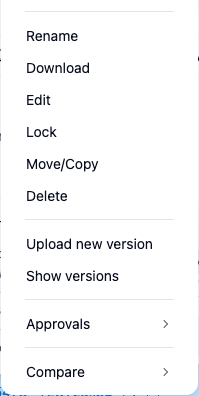 Rename
Download
Edit
Lock
Move/Copy
Delete
Upload new version
Show versions
Approvals
Compare